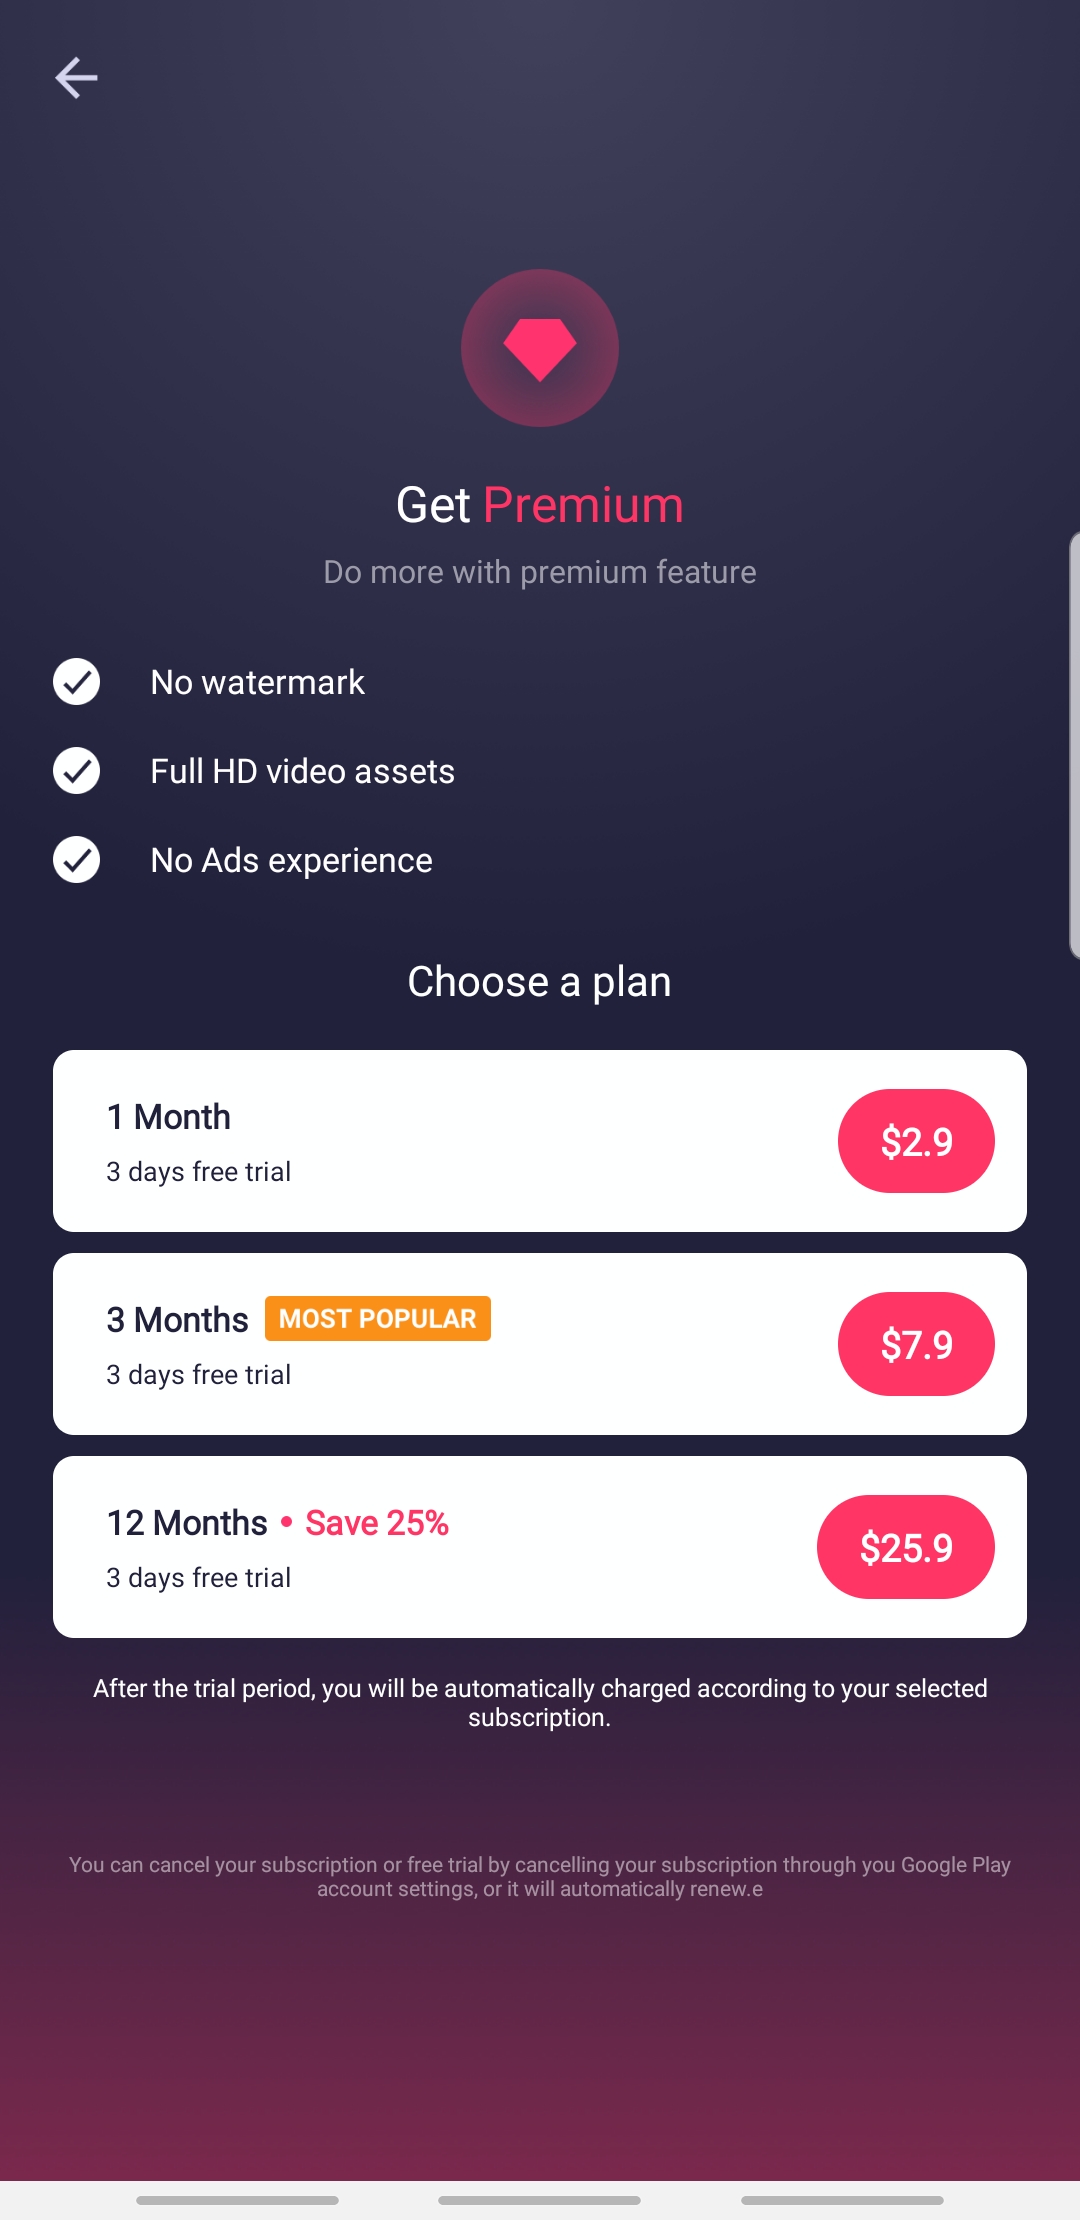 Get Premium
Do more with premium feature
No watermark
Full HD video assets
No Ads experience
Choose a plan
1 Month
3 days free trial
$2.9
3 Months MOST POPULAR
3 days free trial
$7.9
12 Months • Save 25%
3 days free trial
$25.9
After the trial period, you will be automatically charged according to your selected
subscription.
You can cancel your subscription or free trial by cancelling your subscription through you Google Play
account settings, or it will automatically renew.e